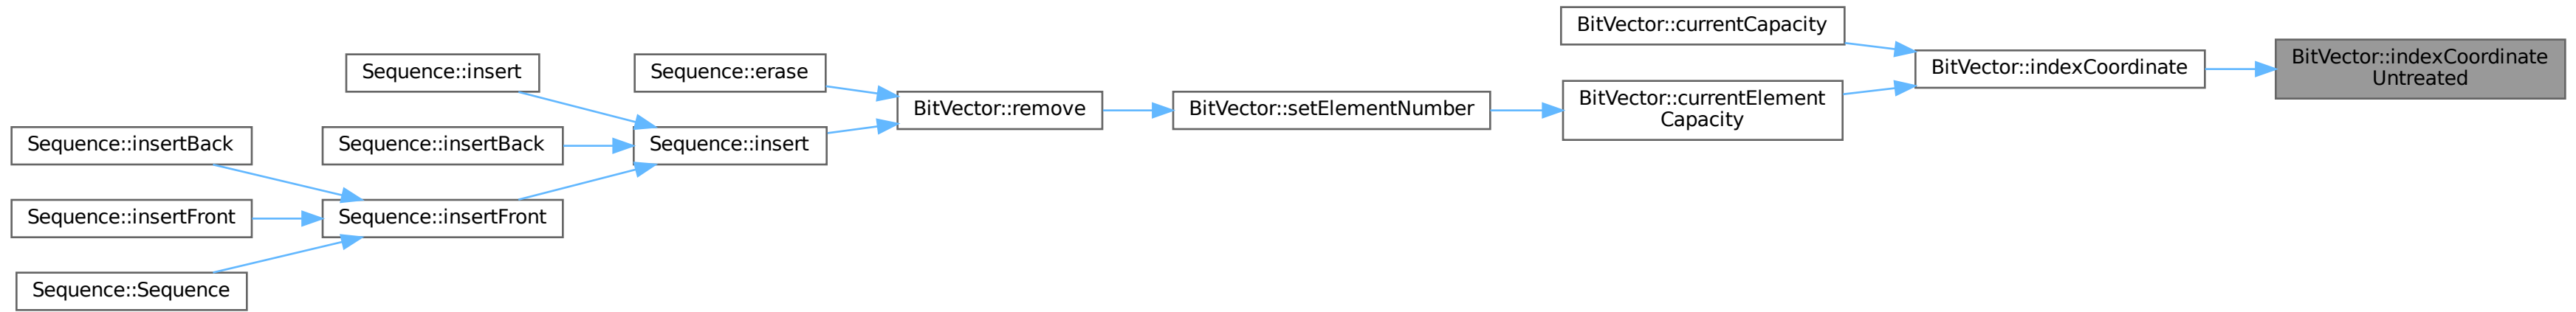 BitVector::currentCapacity
BitVector::indexCoordinate
Untreated
Sequence::insert
Sequence::erase
BitVector::indexCoordinate
BitVector::currentElement
Capacity
BitVector::remove
BitVector::setElementNumber
Sequence::insertBack
Sequence::insertBack
Sequence::insert
Sequence::insertFront
Sequence::insertFront
Sequence::Sequence